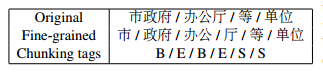 Original 市政府 / 办公厅 / 等 / 单位
Fine-grained 市 / 政府 / 办公 / 厅 / 等 / 单位
Chunking tags B / E / B / E / S / S